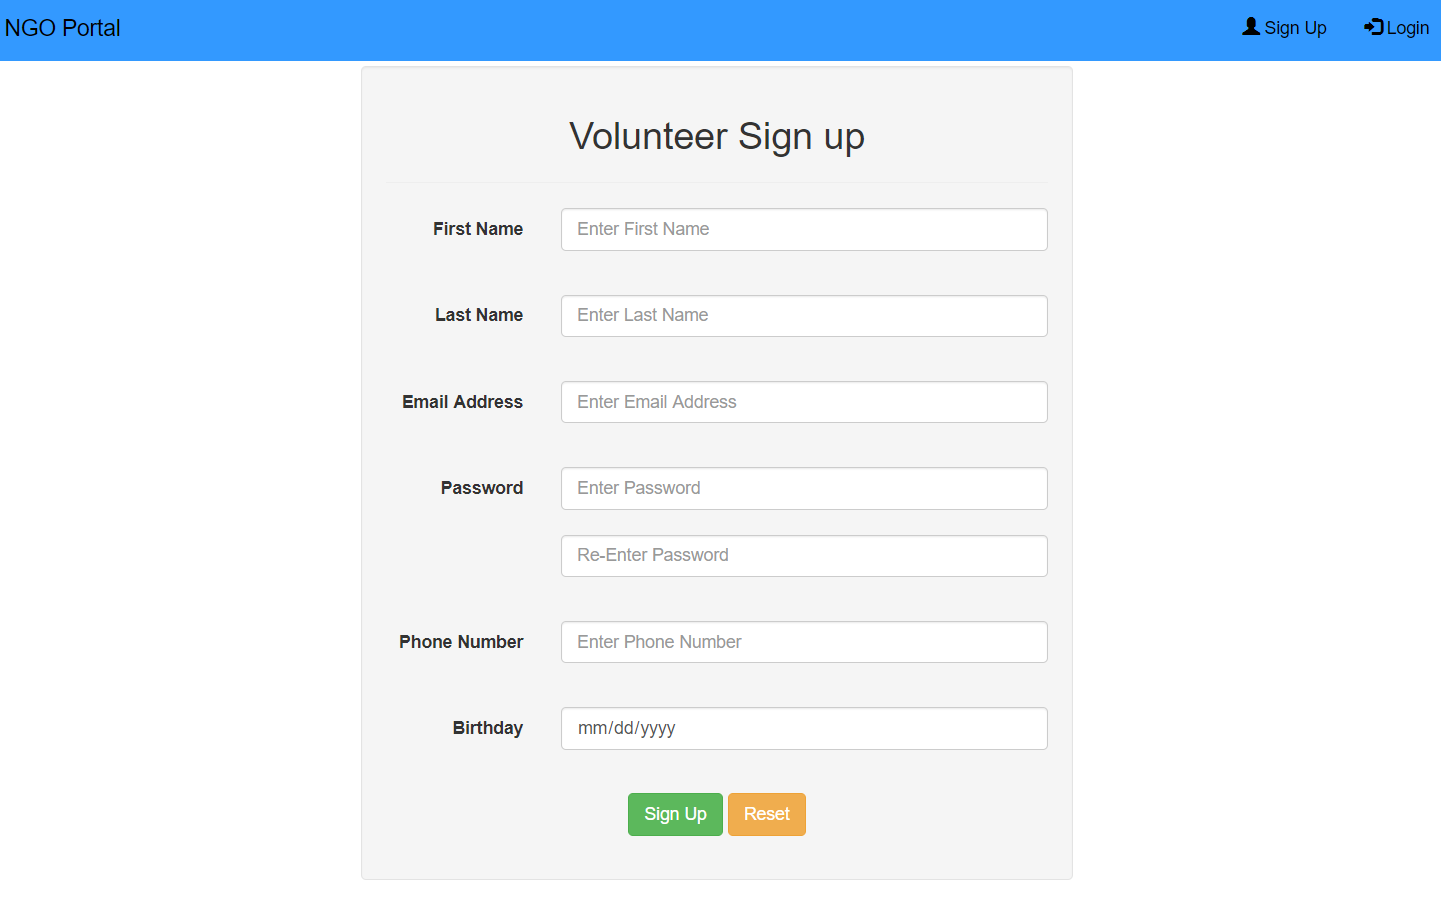 NGO Portal Sign Up Login
Volunteer Sign up
First Name Enter First Name
Last Name Enter Last Name
Email Address Enter Email Address
Password Enter Password
Re-Enter Password
Phone Number Enter Phone Number
Birthday mm/dd/yyyy
Sign Up Reset